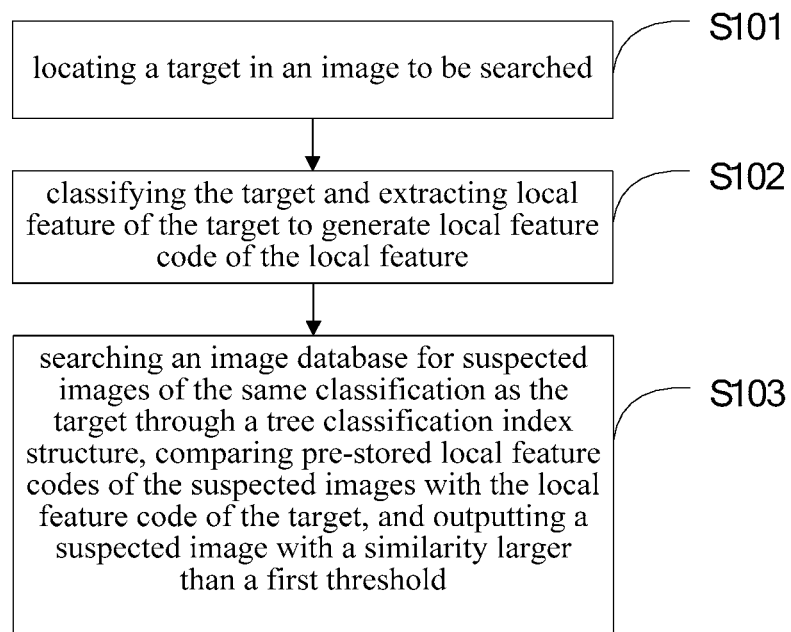 S101
locating a target in an image to be searched
S102
classifying the target and extracting local
feature of the target to generate local feature
code of the local feature
searching an image database for suspected
images of the same classification as the
target through a tree classification index
structure, comparing pre-stored local feature
codes of the suspected images with the local
feature code of the target, and outputting a
suspected image with a similarity larger
than a first threshold
S103